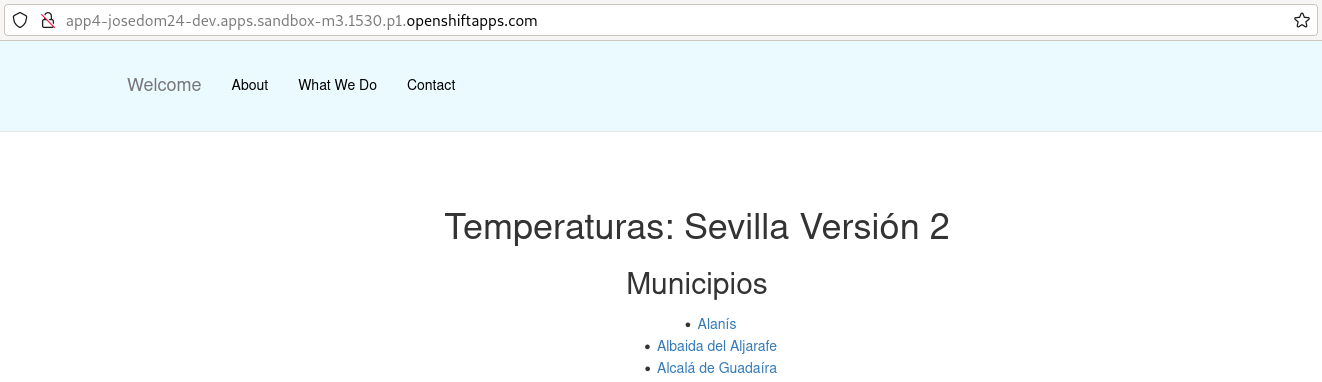 app4-josedom24-dev.apps.sandbox-m3.1530.p1.openshiftapps.com
Welcome About What We Do Contact
Temperaturas: Sevilla Versión 2
Municipios
• Alanís
• Albaida del Aljarafe
• Alcalá de Guadaíra